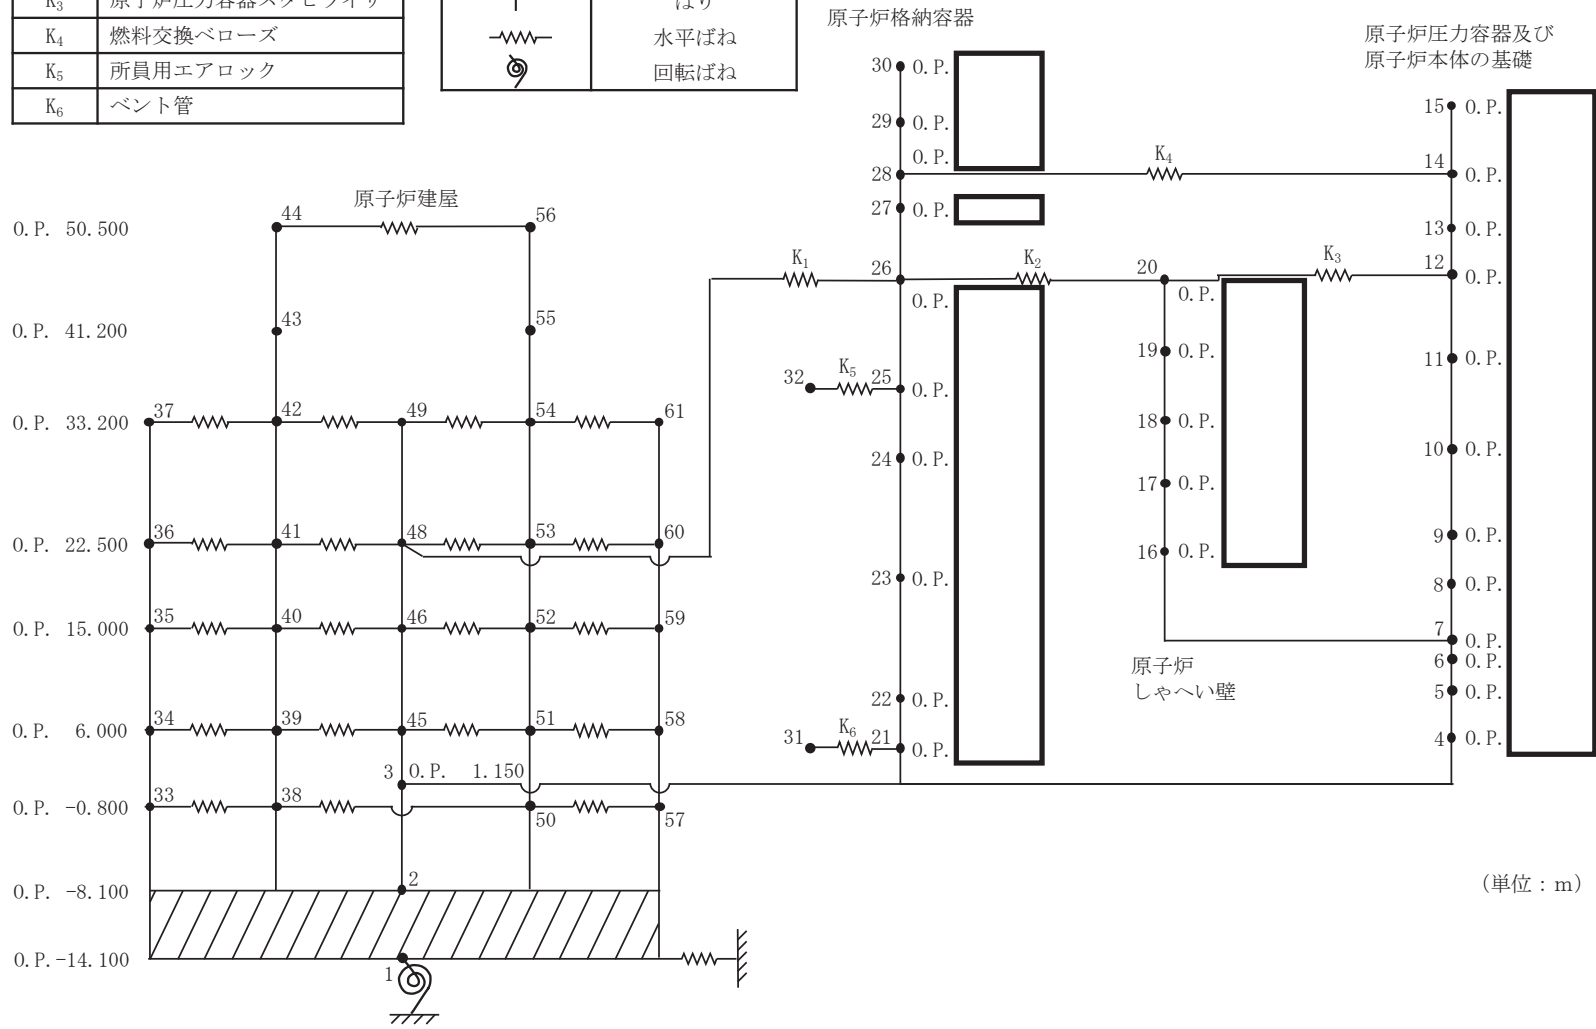 K₃ 原子炉圧力容器スタビライザ
K₄ 燃料交換ベローズ
K₅ 所員用エアロック
K₆ ベント管
はり
水平ばね
回転ばね
原子炉格納容器
原子炉圧力容器及び
原子炉本体の基礎
30 O.P.
29 O.P.
O.P.
28
27 O.P.
K₄
15 O.P.
14 O.P.
13 O.P.
12 O.P.
原子炉建屋
O.P. 50.500 44 56
K₁ 26 K₂ 20 K₃
O.P. O.P.
O.P. 41.200 43 55
19 O.P. 11 O.P.
32 K₅ 25 O.P.
O.P. 33.200 37 42 49 54 61
18 O.P.
24 O.P. 10 O.P.
17 O.P.
O.P. 22.500 36 41 48 53 60
16 O.P. 9 O.P.
23 O.P. 8 O.P.
O.P. 15.000 35 40 46 52 59
7 O.P.
6 O.P.
原子炉
しゃへい壁
5 O.P.
22 O.P.
O.P. 6.000 34 39 45 51 58
31 K₆ 21 O.P. 4 O.P.
3 O.P. 1.150
O.P. -0.800 33 38 50 57
O.P. -8.100 2
(単位：m)
O.P.-14.100 1